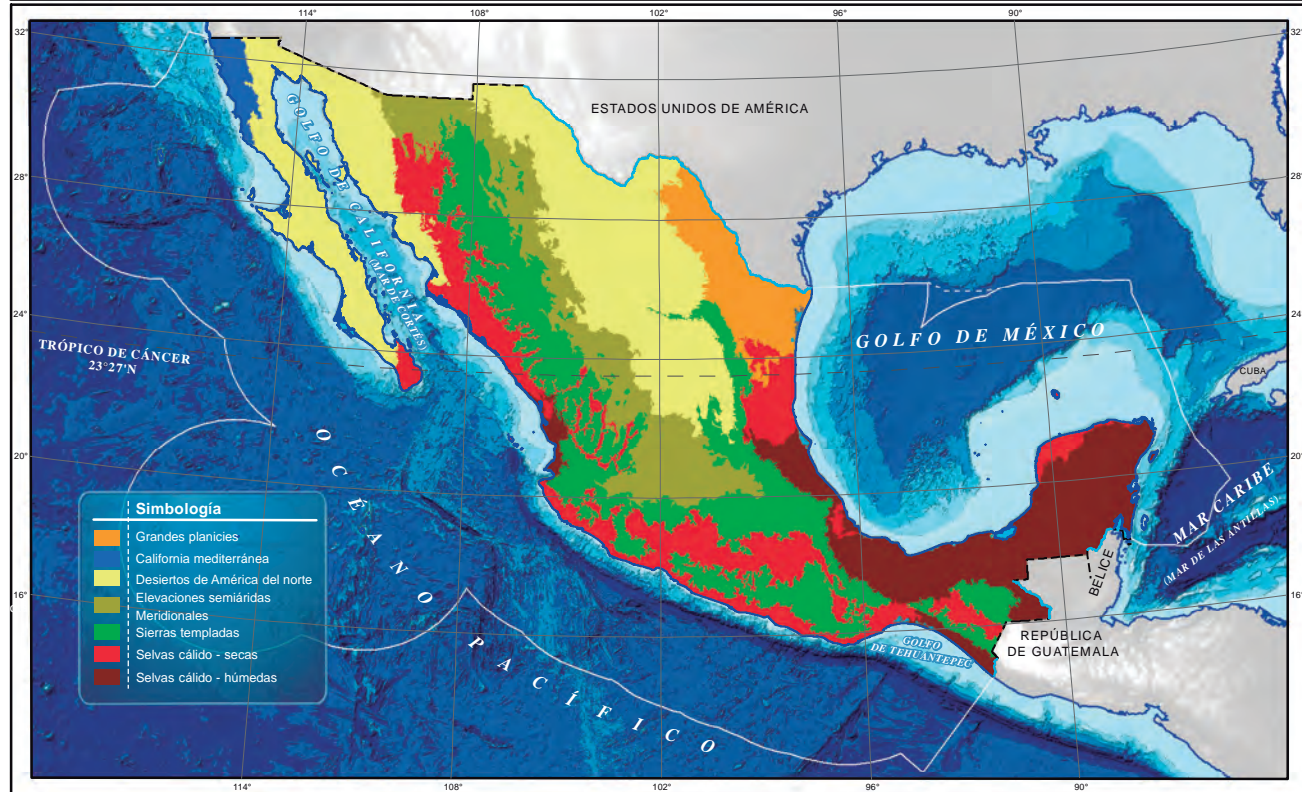 114°
108°
102°
96°
90°
32°
32°
ESTADOS UNIDOS DE AMÉRICA
GOLFO DE CALIFORNIA
(MAR DE CORTÉS)
28°
28°
24°
24°
GOLFO DE MÉXICO
TRÓPICO DE CÁNCER
23°27'N
CUBA
20°
20°
OCÉANO PACÍFICO
MAR CARIBE
(MAR DE LAS ANTILLAS)
BELICE
16°
16°
REPÚBLICA
DE GUATEMALA
GOLFO
DE TEHUANTEPEC
Simbología
Grandes planicies
California mediterránea
Desiertos de América del norte
Elevaciones semiáridas
Meridionales
Sierras templadas
Selvas cálido - secas
Selvas cálido - húmedas
114°
108°
102°
96°
90°